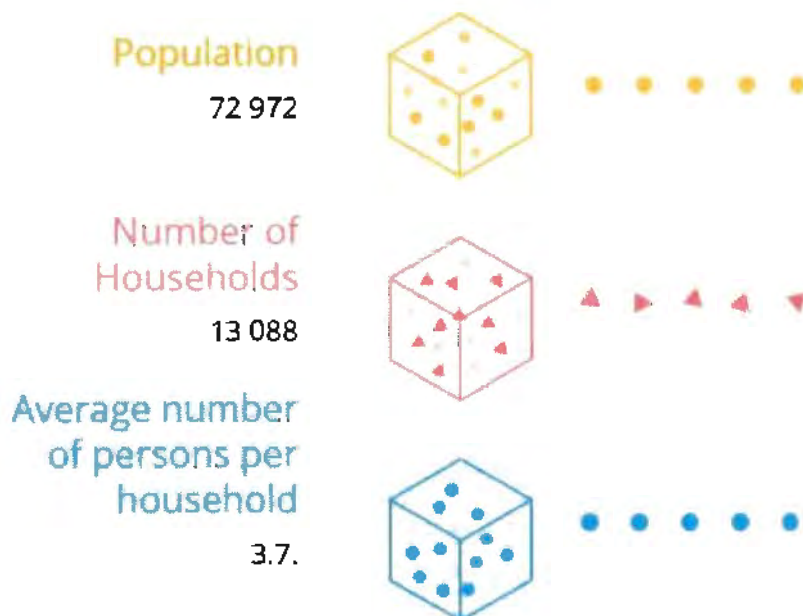 Population
72 972
Number of
Households
13 088
Average number
of persons per
household
3.7.